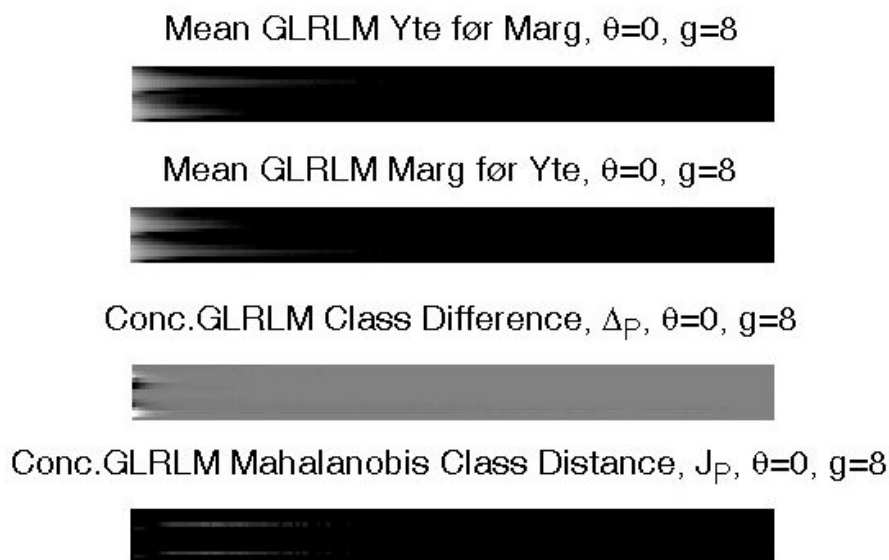 Mean GLRLM Yte før Marg, θ=0, g=8
Mean GLRLM Marg før Yte, θ=0, g=8
Conc.GLRLM Class Difference, ΔP, θ=0, g=8
Conc.GLRLM Mahalanobis Class Distance, JP, θ=0, g=8